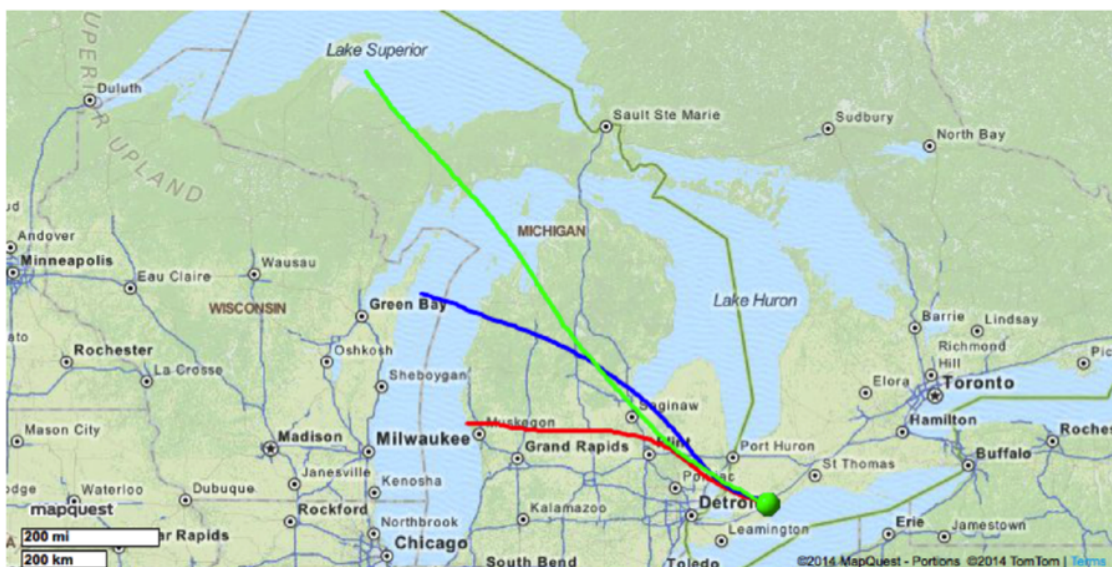 Lake Superior
Duluth
SUPERIOR UPLAND
Sault Ste Marie
Sudbury
North Bay
Andover
Minneapolis
Eau Claire
Wausau
MICHIGAN
WISCONSIN
Green Bay
Lake Huron
Barrie
Lindsay
Rochester
Oshkosh
Richmond
Hill
La Crosse
Sheboygan
Elora
Toronto
Saginaw
Mason City
Madison
Milwaukee
Muskegon
Grand Rapids
Flint
Port Huron
Hamilton
Buffalo
Janesville
Kenosha
St Thomas
Waterloo
Dubuque
mapquest
Rockford
Northbrook
Kalamazoo
Leamington
Erie
Jamestown
200 mi
200 km
Chicago
South Bend
Toledo
©2014 MapQuest - Portions ©2014 TomTom | Terms